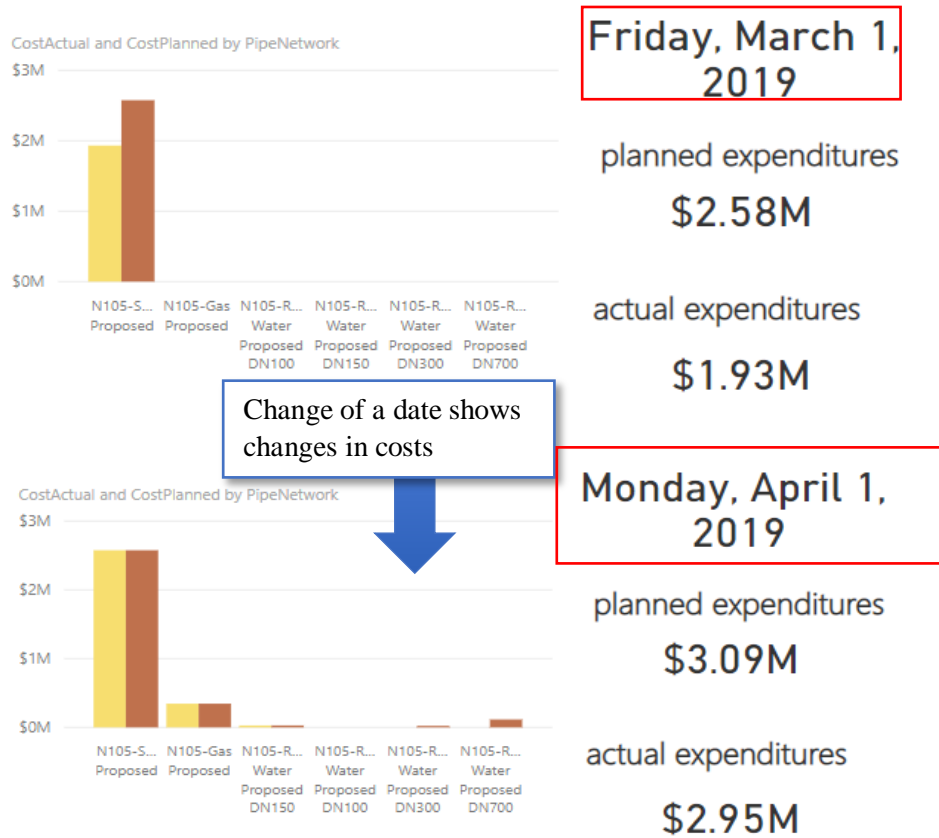 CostActual and CostPlanned by PipeNetwork
$3M
$2M
$1M
$0M
N105-S... N105-Gas N105-R... N105-R... N105-R... N105-R...
Proposed Proposed Water Water Water Water
Proposed Proposed Proposed Proposed
DN100 DN150 DN300 DN700
Friday, March 1,
2019
planned expenditures
$2.58M
actual expenditures
$1.93M
Change of a date shows
changes in costs
CostActual and CostPlanned by PipeNetwork
$3M
$2M
$1M
$0M
N105-S... N105-Gas N105-R... N105-R... N105-R... N105-R...
Proposed Proposed Water Water Water Water
Proposed Proposed Proposed Proposed
DN150 DN100 DN300 DN700
Monday, April 1,
2019
planned expenditures
$3.09M
actual expenditures
$2.95M